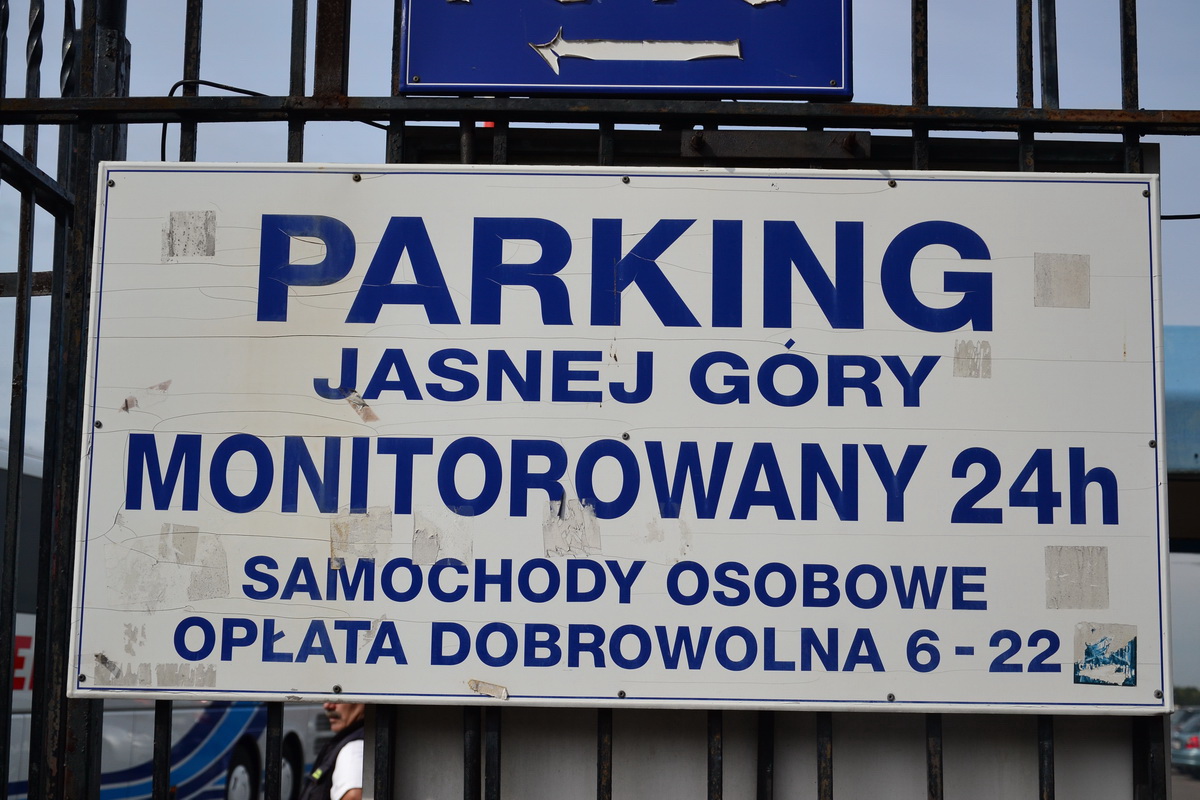 PARKING
JASNEJ GÓRY
MONITOROWANY 24h
SAMOCHODY OSOBOWE
OPŁATA DOBROWOLNA 6 - 22